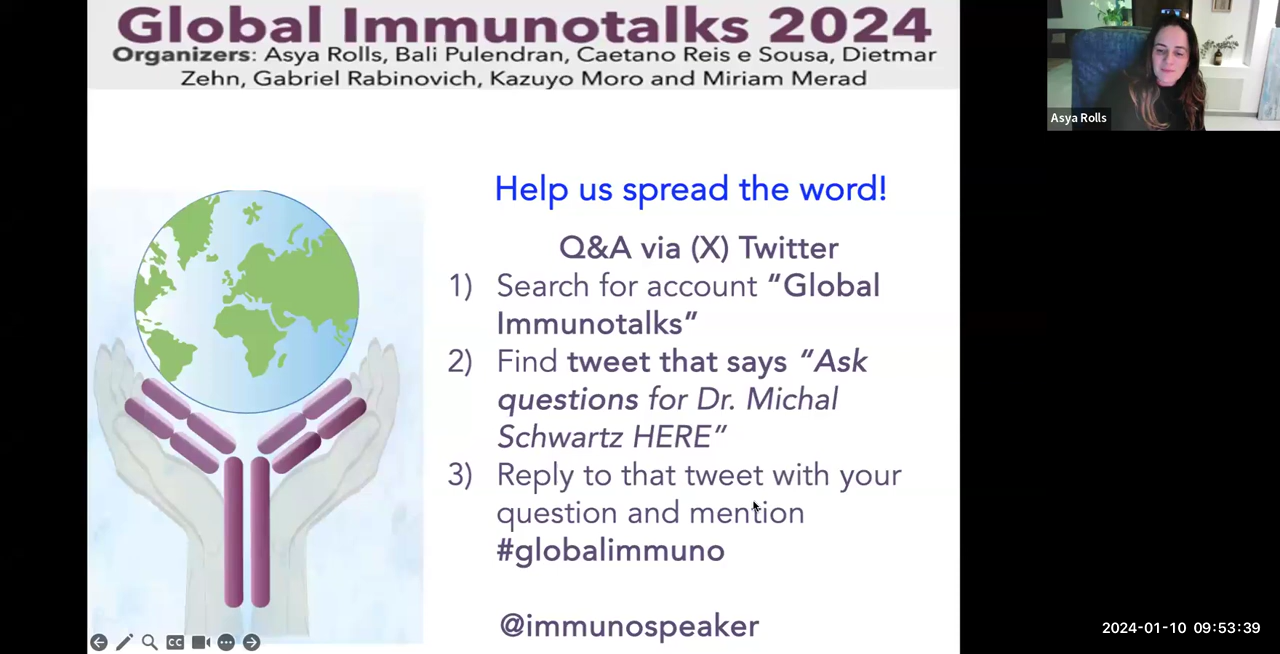 Global Immunotalks 2024
Organizers: Asya Rolls, Bali Pulendran, Caetano Reis e Sousa, Dietmar
Zehn, Gabriel Rabinovich, Kazuyo Moro and Miriam Merad
Asya Rolls
Help us spread the word!
Q&A via (X) Twitter
1) Search for account “Global
Immunotalks”
2) Find tweet that says “Ask
questions for Dr. Michal
Schwartz HERE”
3) Reply to that tweet with your
question and mention
#globalimmuno
@immunospeaker
CC
2024-01-10 09:53:39